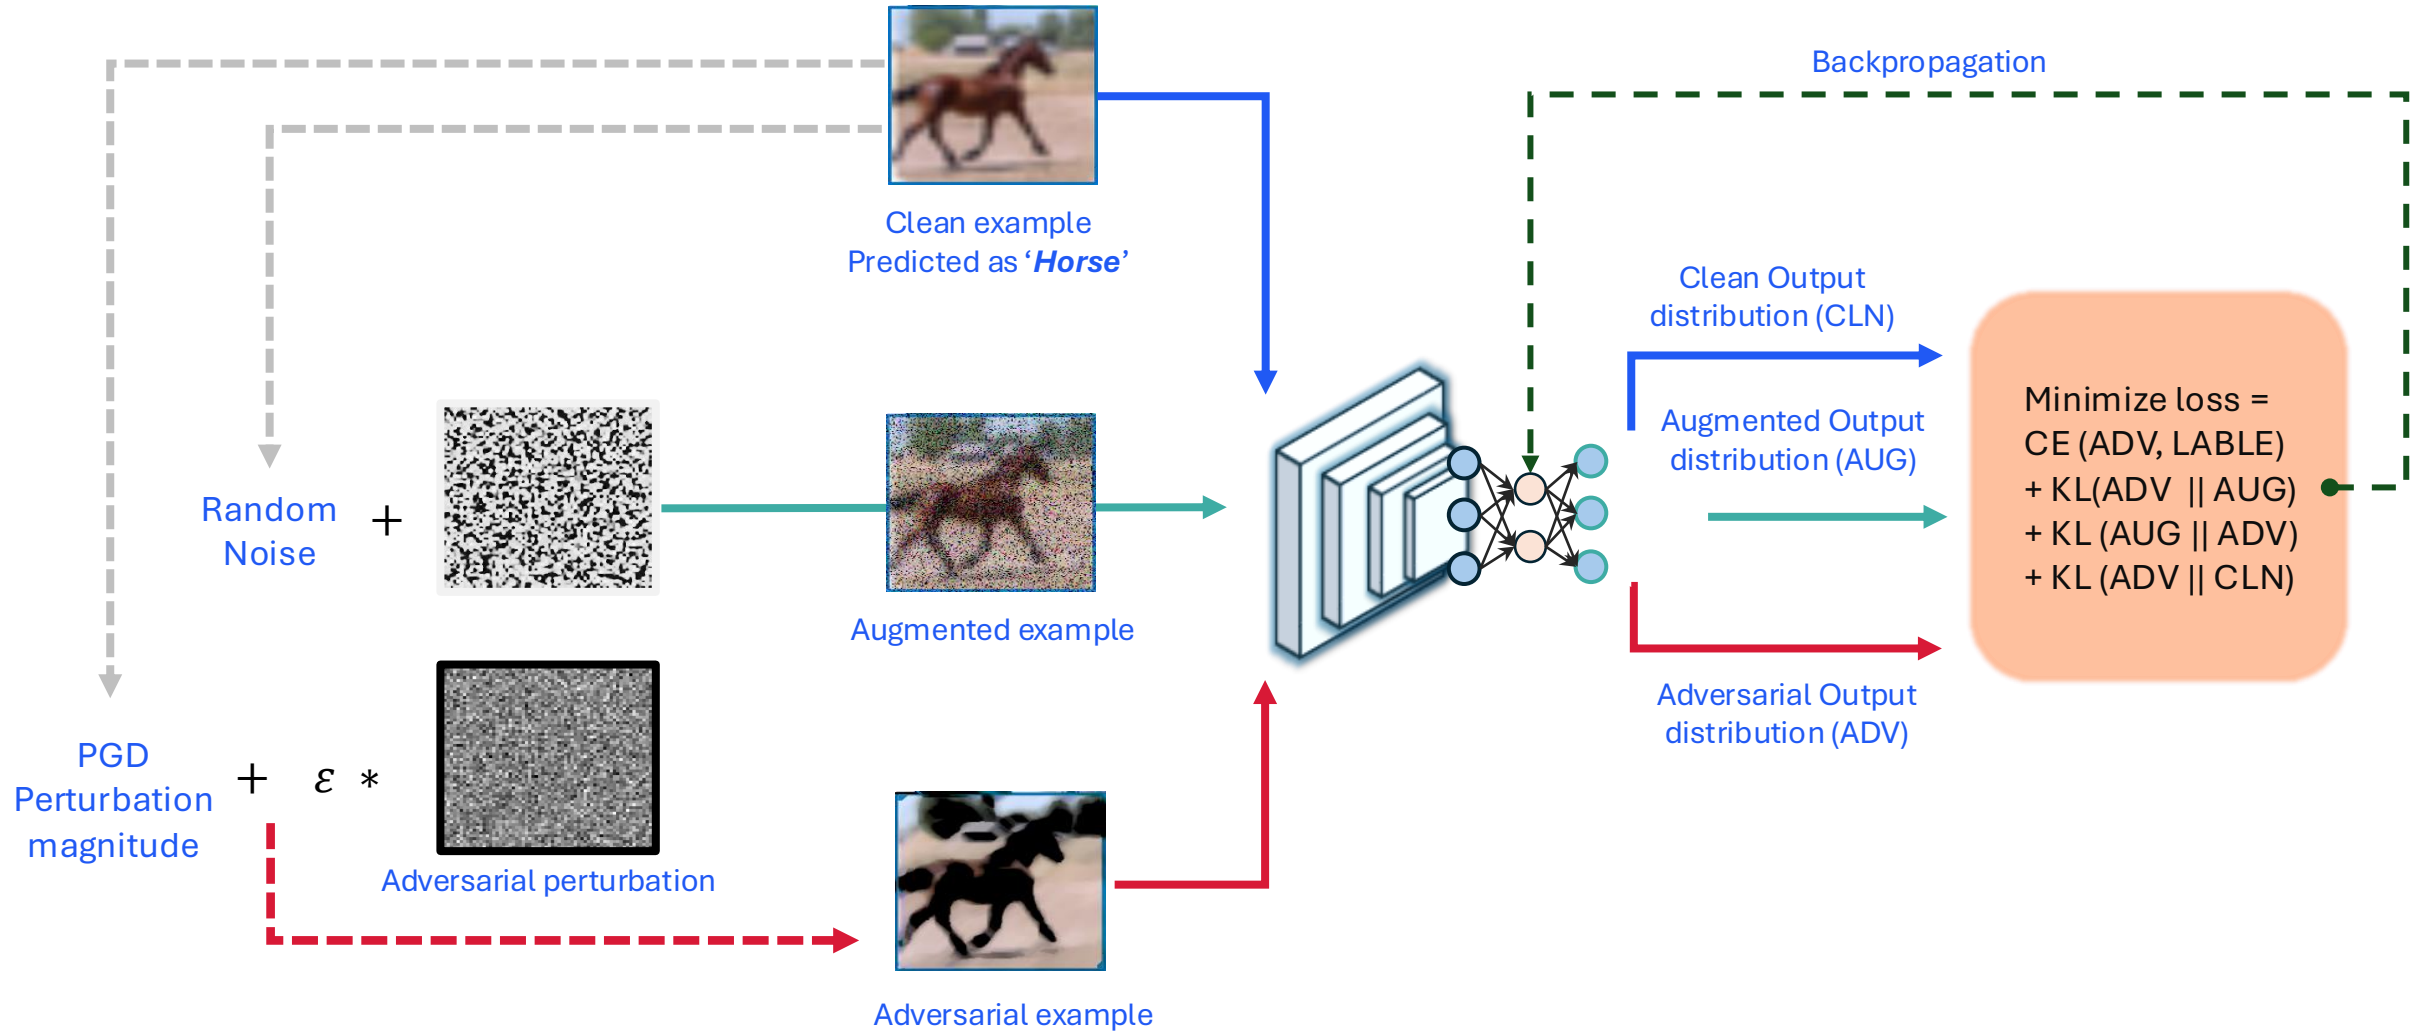 Backpropagation
Clean example
Predicted as ‘Horse’
Clean Output
distribution (CLN)
Augmented Output
distribution (AUG)
Minimize loss =
CE (ADV, LABLE)
+ KL(ADV || AUG)
+ KL (AUG || ADV)
+ KL (ADV || CLN)
Random
Noise
+
Augmented example
Adversarial Output
distribution (ADV)
PGD
Perturbation
magnitude
+ ε *
Adversarial perturbation
Adversarial example